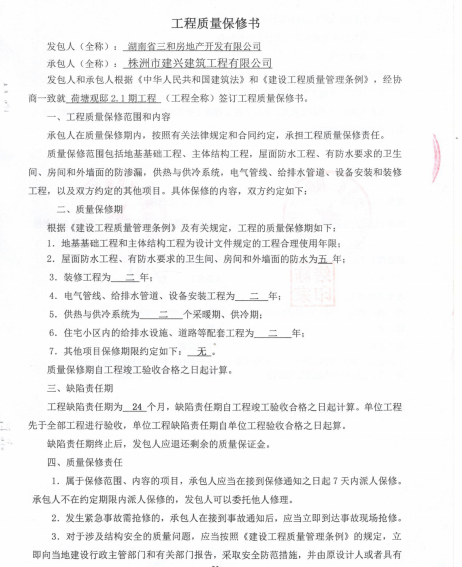 工程质量保修书
发包人（全称）：湖南省三和房地产开发有限公司
承包人（全称）：株洲市建兴建筑工程有限公司
发包人和承包人根据《中华人民共和国建筑法》和《建设工程质量管理条例》，经协
商一致就 荷塘观邸 2.1 期工程 （工程全称）签订工程质量保修书。
一、工程质量保修范围和内容
承包人在质量保修期内，按照有关法律规定和合同约定，承担工程质量保修责任。
质量保修范围包括地基基础工程、主体结构工程，屋面防水工程、有防水要求的卫生
间、房间和外墙面的防渗漏，供热与供冷系统，电气管线、给排水管道、设备安装和装修
工程，以及双方约定的其他项目。具体保修的内容，双方约定如下：
二、质量保修期
根据《建设工程质量管理条例》及有关规定，工程的质量保修期如下：
1．地基基础工程和主体结构工程为设计文件规定的工程合理使用年限；
2．屋面防水工程、有防水要求的卫生间、房间和外墙面的防水为五 年；
3．装修工程为 二 年；
4．电气管线、给排水管道、设备安装工程为 二 年；
5．供热与供冷系统为 二 个采暖期、供冷期；
6．住宅小区内的给排水设施、道路等配套工程为 二 年；
7．其他项目保修期限约定如下： 无 。
质量保修期自工程竣工验收合格之日起计算。
三、缺陷责任期
工程缺陷责任期为 24 个月，缺陷责任期自工程竣工验收合格之日起计算。单位工程
先于全部工程进行验收，单位工程缺陷责任期自单位工程验收合格之日起算。
缺陷责任期终止后，发包人应退还剩余的质量保证金。
四、质量保修责任
1．属于保修范围、内容的项目，承包人应当在接到保修通知之日起 7 天内派人保修。
承包人不在约定期限内派人保修的，发包人可以委托他人修理。
2．发生紧急事故需抢修的，承包人在接到事故通知后，应当立即到达事故现场抢修。
3．对于涉及结构安全的质量问题，应当按照《建设工程质量管理条例》的规定，立
即向当地建设行政主管部门和有关部门报告，采取安全防范措施，并由原设计人或者具有